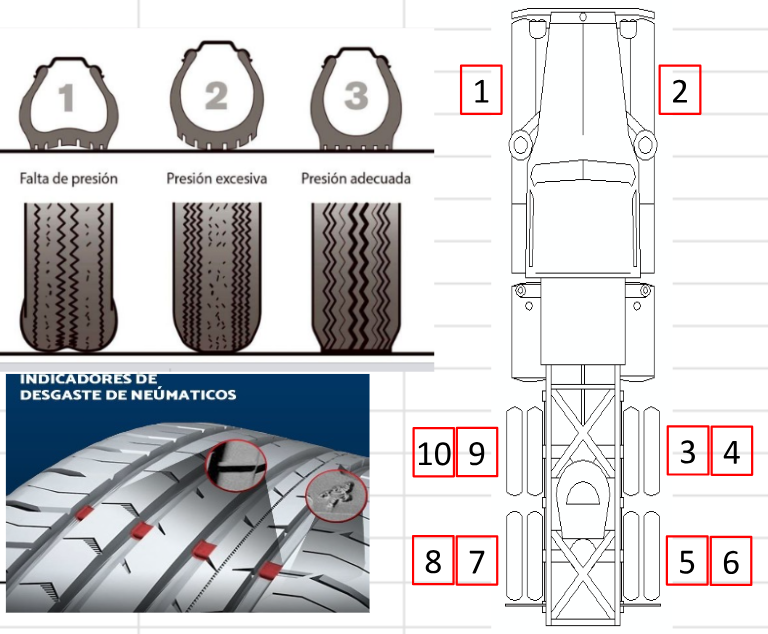 1 2 3
Falta de presión Presión excesiva Presión adecuada
INDICADORES DE
DESGASTE DE NEÚMATICOS
1 2
10 9 3 4
8 7 5 6